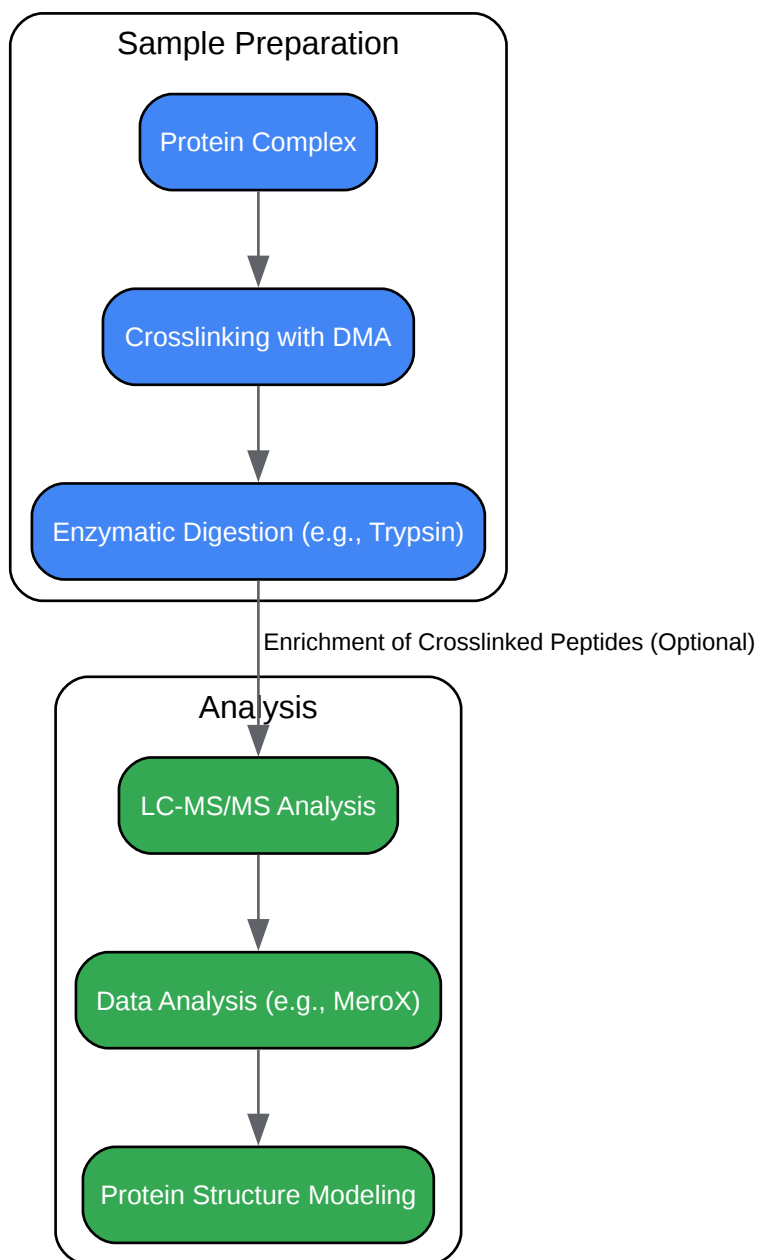 Sample Preparation
Protein Complex
Crosslinking with DMA
Enzymatic Digestion (e.g., Trypsin)
Enrichment of Crosslinked Peptides (Optional)
Analysis
LC-MS/MS Analysis
Data Analysis (e.g., MeroX)
Protein Structure Modeling